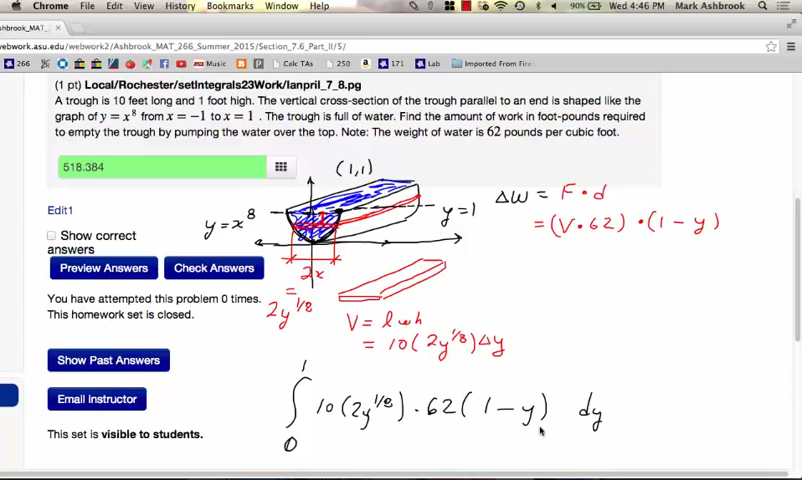 Chrome File Edit View History Bookmarks Window Help 90% Wed 4:46 PM Mark Ashbrook
shbrook_MAT_
webwork2/Ashbrook_MAT_266_Summer_2015/Section_7.6_Part_II/5/
266 SS Music Calc TAs 171 Lab Imported From Fire
(1 pt) Local/Rochester/setIntegrals23Work/lanpril_7_8.pg
A trough is 10 feet long and 1 foot high. The vertical cross-section of the trough parallel to an end is shaped like the
graph of y = x⁸ from x = −1 to x = 1 . The trough is full of water. Find the amount of work in foot-pounds required
to empty the trough by pumping the water over the top. Note: The weight of water is 62 pounds per cubic foot.
518.384
(1,1)
ΔW = F·d
Edit1
y = x⁸
y=1
= (V·62)·(1−y)
Show correct
answers
Preview Answers Check Answers
2x
=
2y^1/8
You have attempted this problem 0 times.
This homework set is closed.
V = lwh
= 10(2y^1/8)Δy
Show Past Answers
Email instructor
∫₀¹ 10(2y^1/8)·62(1−y) dy
This set is visible to students.